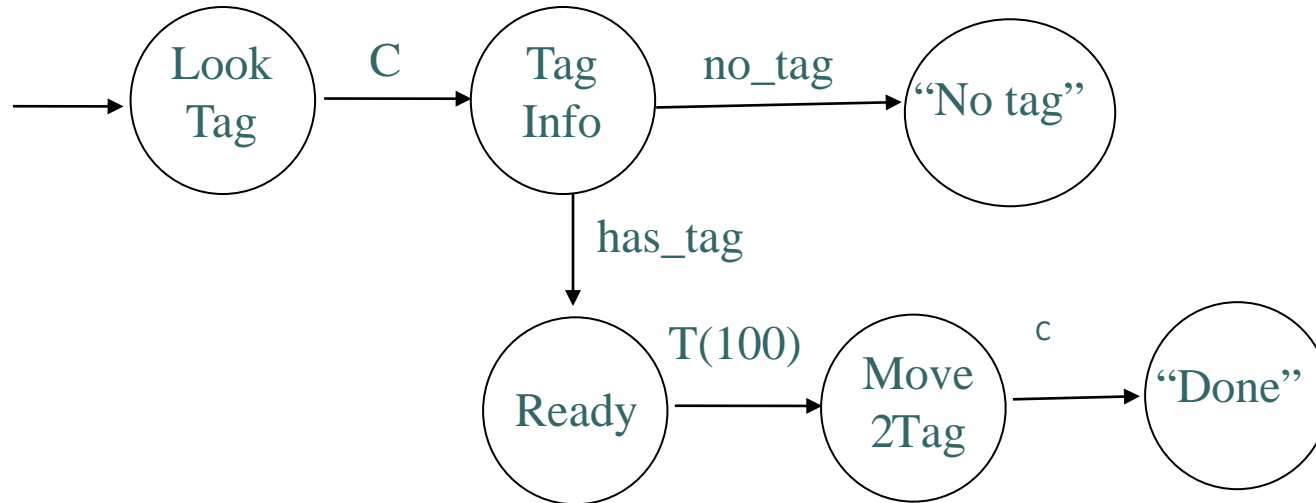 Look
Tag
C
Tag
Info
no_tag
“No tag”
has_tag
Ready
T(100)
Move
2Tag
c
“Done”